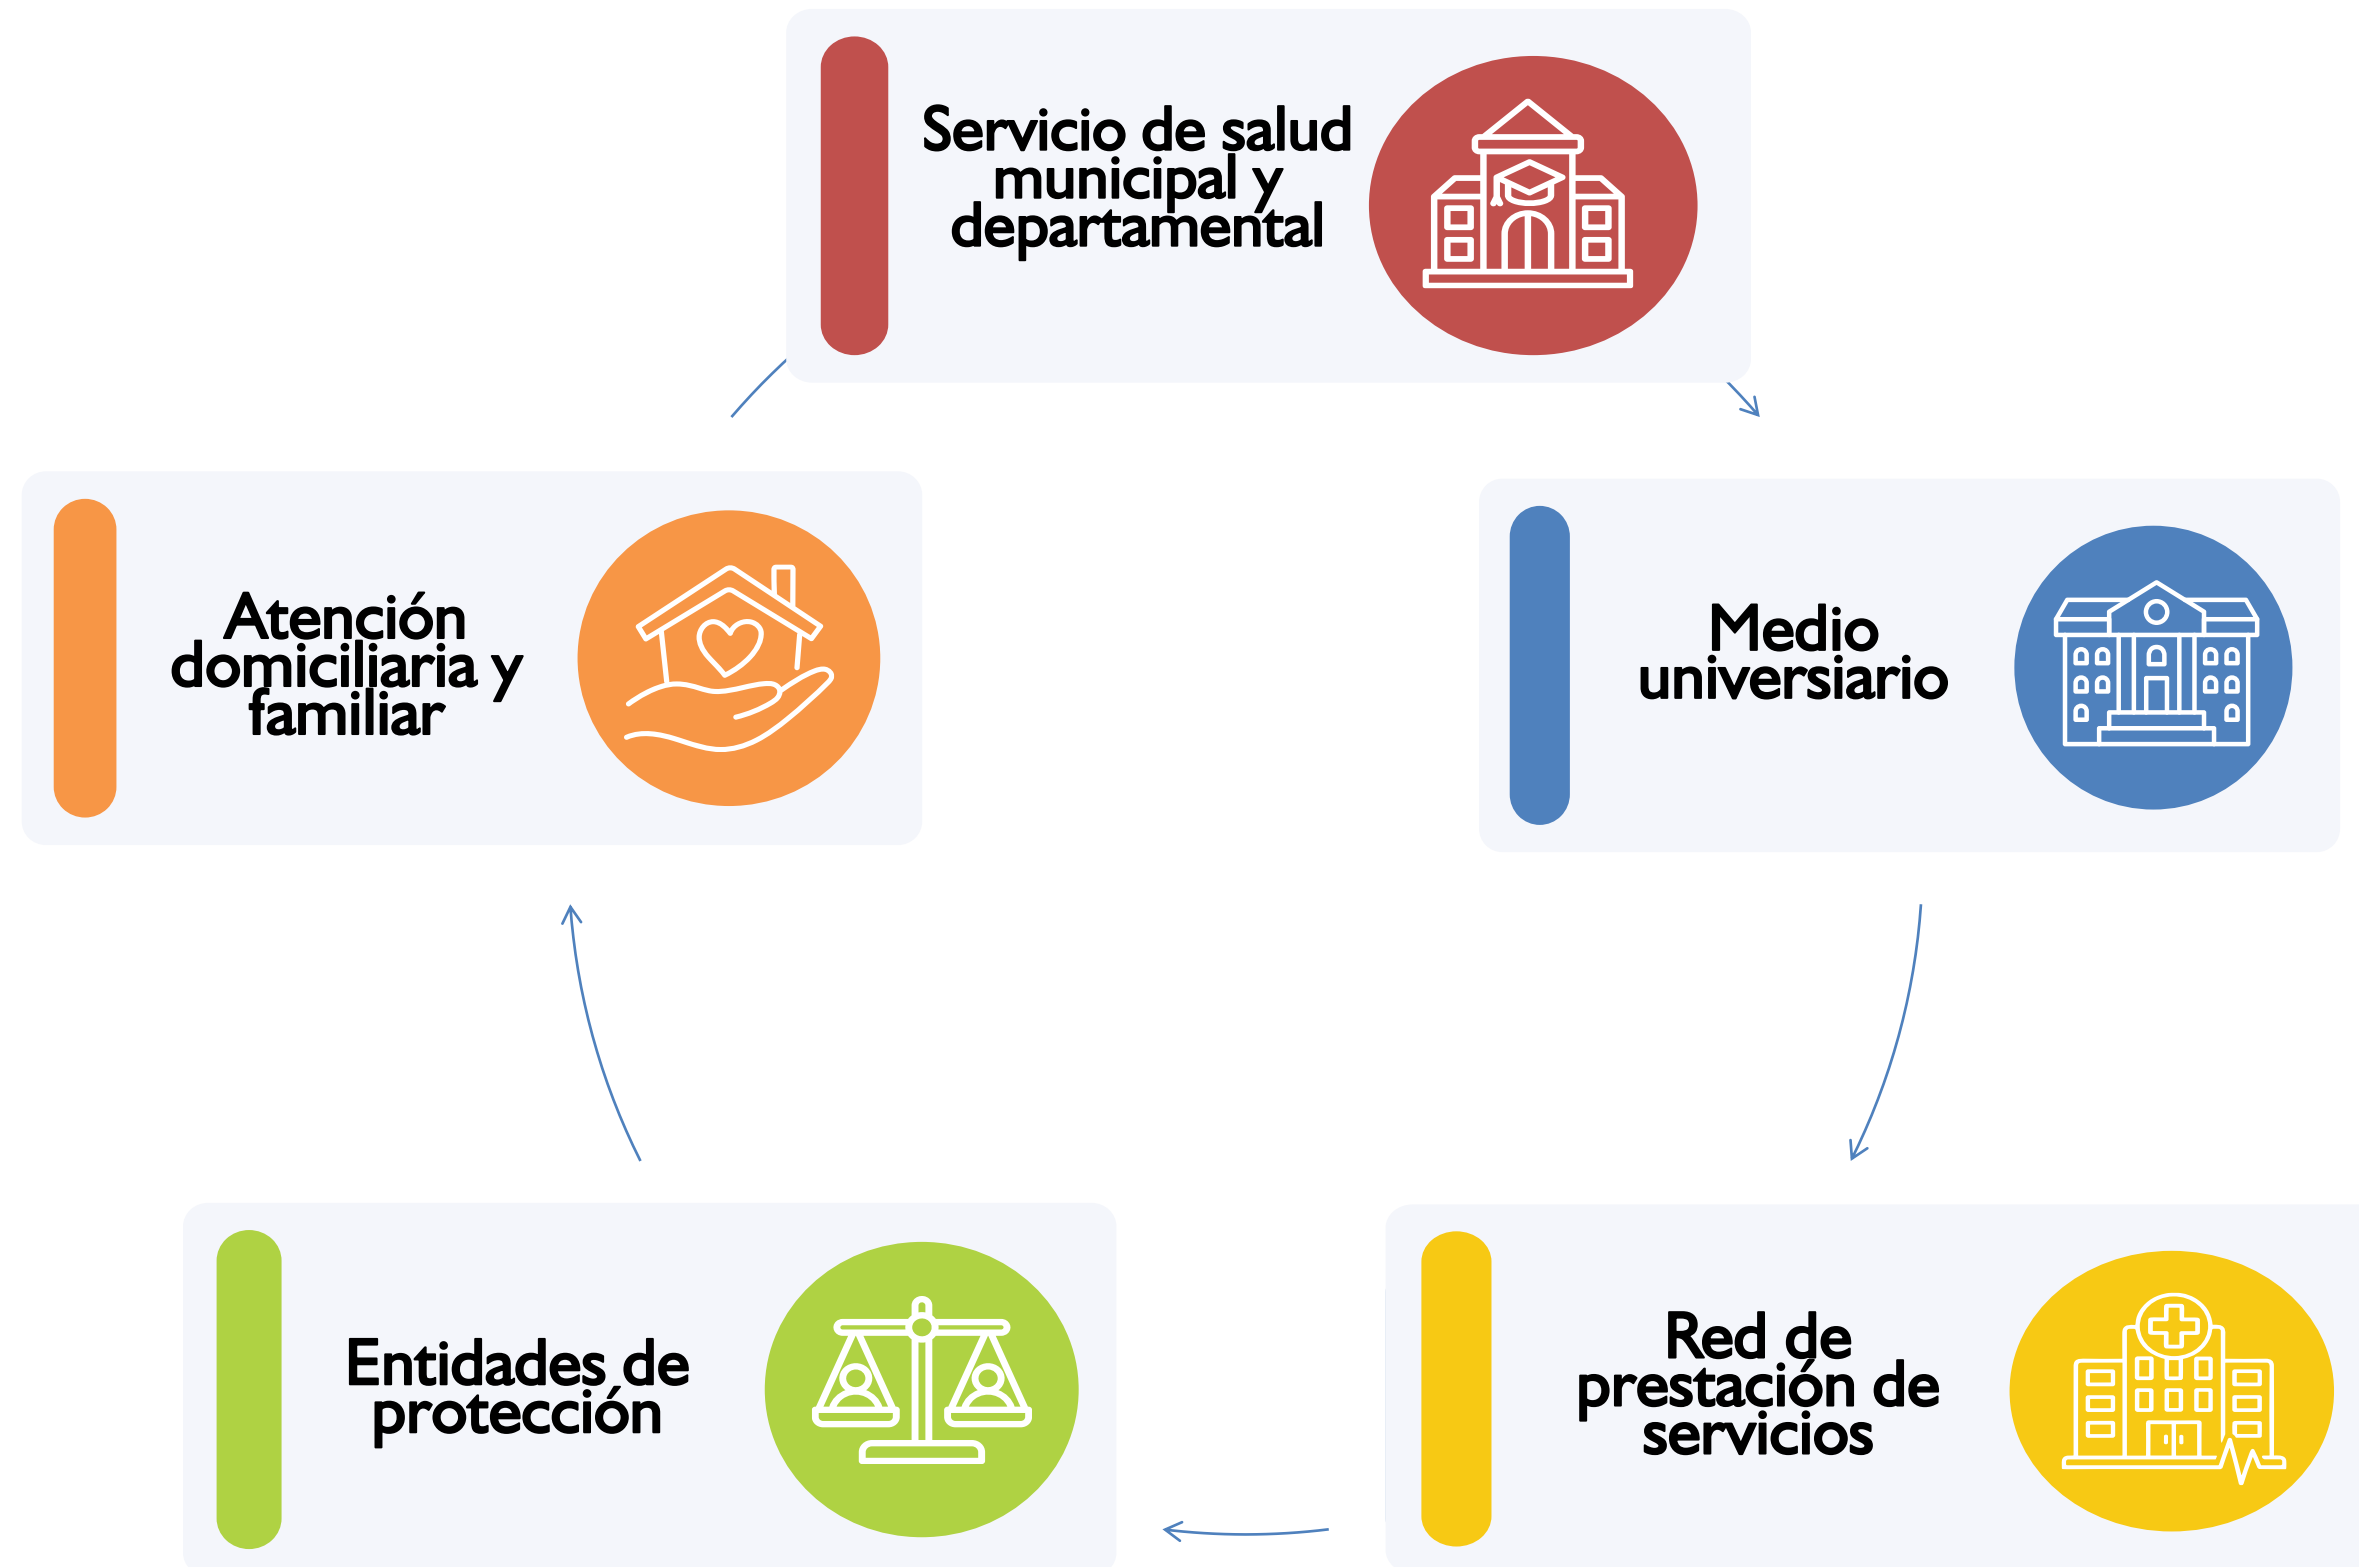 Servicio de salud
municipal y
departamental
Atención
domiciliaria y
familiar
Medio
universiario
Entidades de
protección
Red de
prestación de
servicios